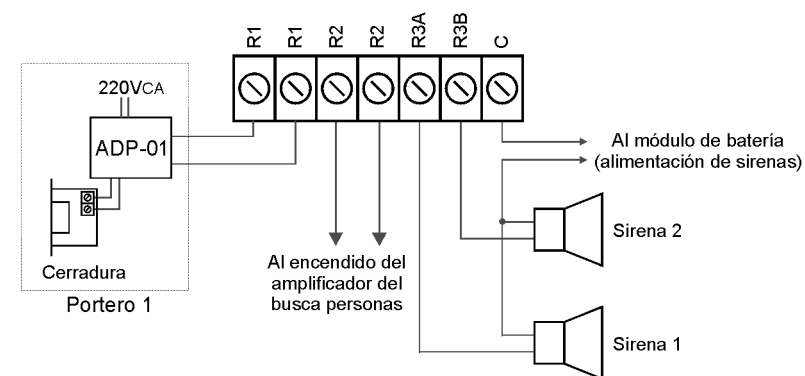 R1
R1
R2
R2
R3A
R3B
C
220VCA
ADP-01
Cerradura
Portero 1
Al encendido del
amplificador del
busca personas
Al módulo de batería
(alimentación de sirenas)
Sirena 2
Sirena 1